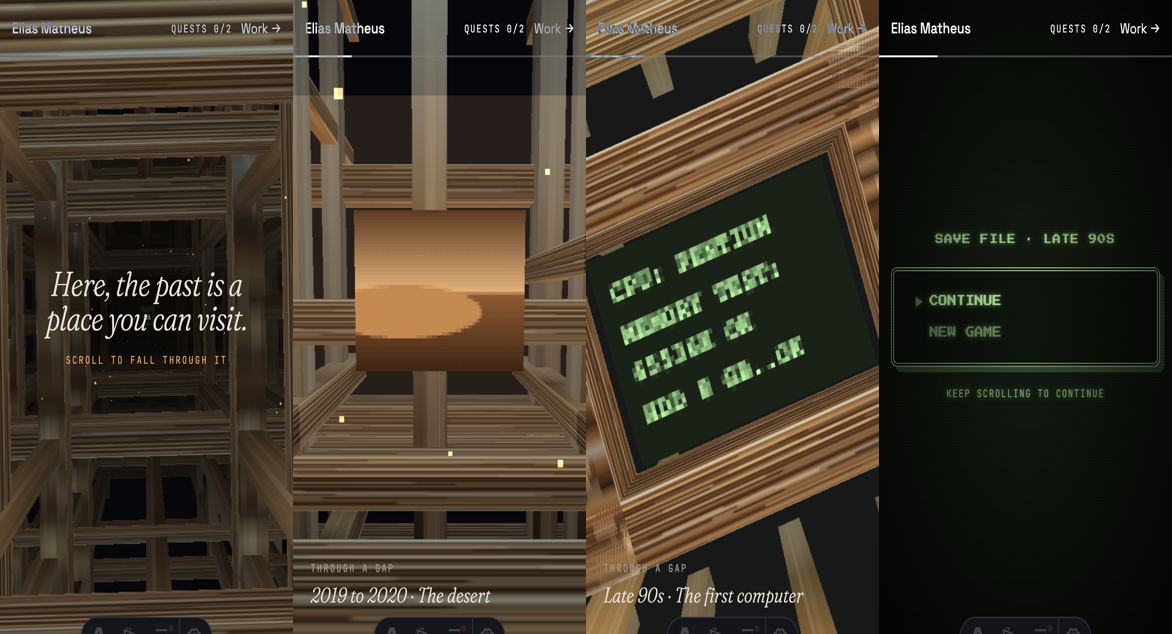 Elias Matheus
QUESTS 0/2 Work →
Here, the past is a
place you can visit.
SCROLL TO FALL THROUGH IT
Elias Matheus
QUESTS 0/2 Work →
THROUGH A GAP
2019 to 2020 · The desert
Elias Matheus
QUESTS 0/2 Work →
THROUGH A GAP
Late 90s · The first computer
Elias Matheus
QUESTS 0/2 Work →
SAVE FILE · LATE 90S
CONTINUE
NEW GAME
KEEP SCROLLING TO CONTINUE